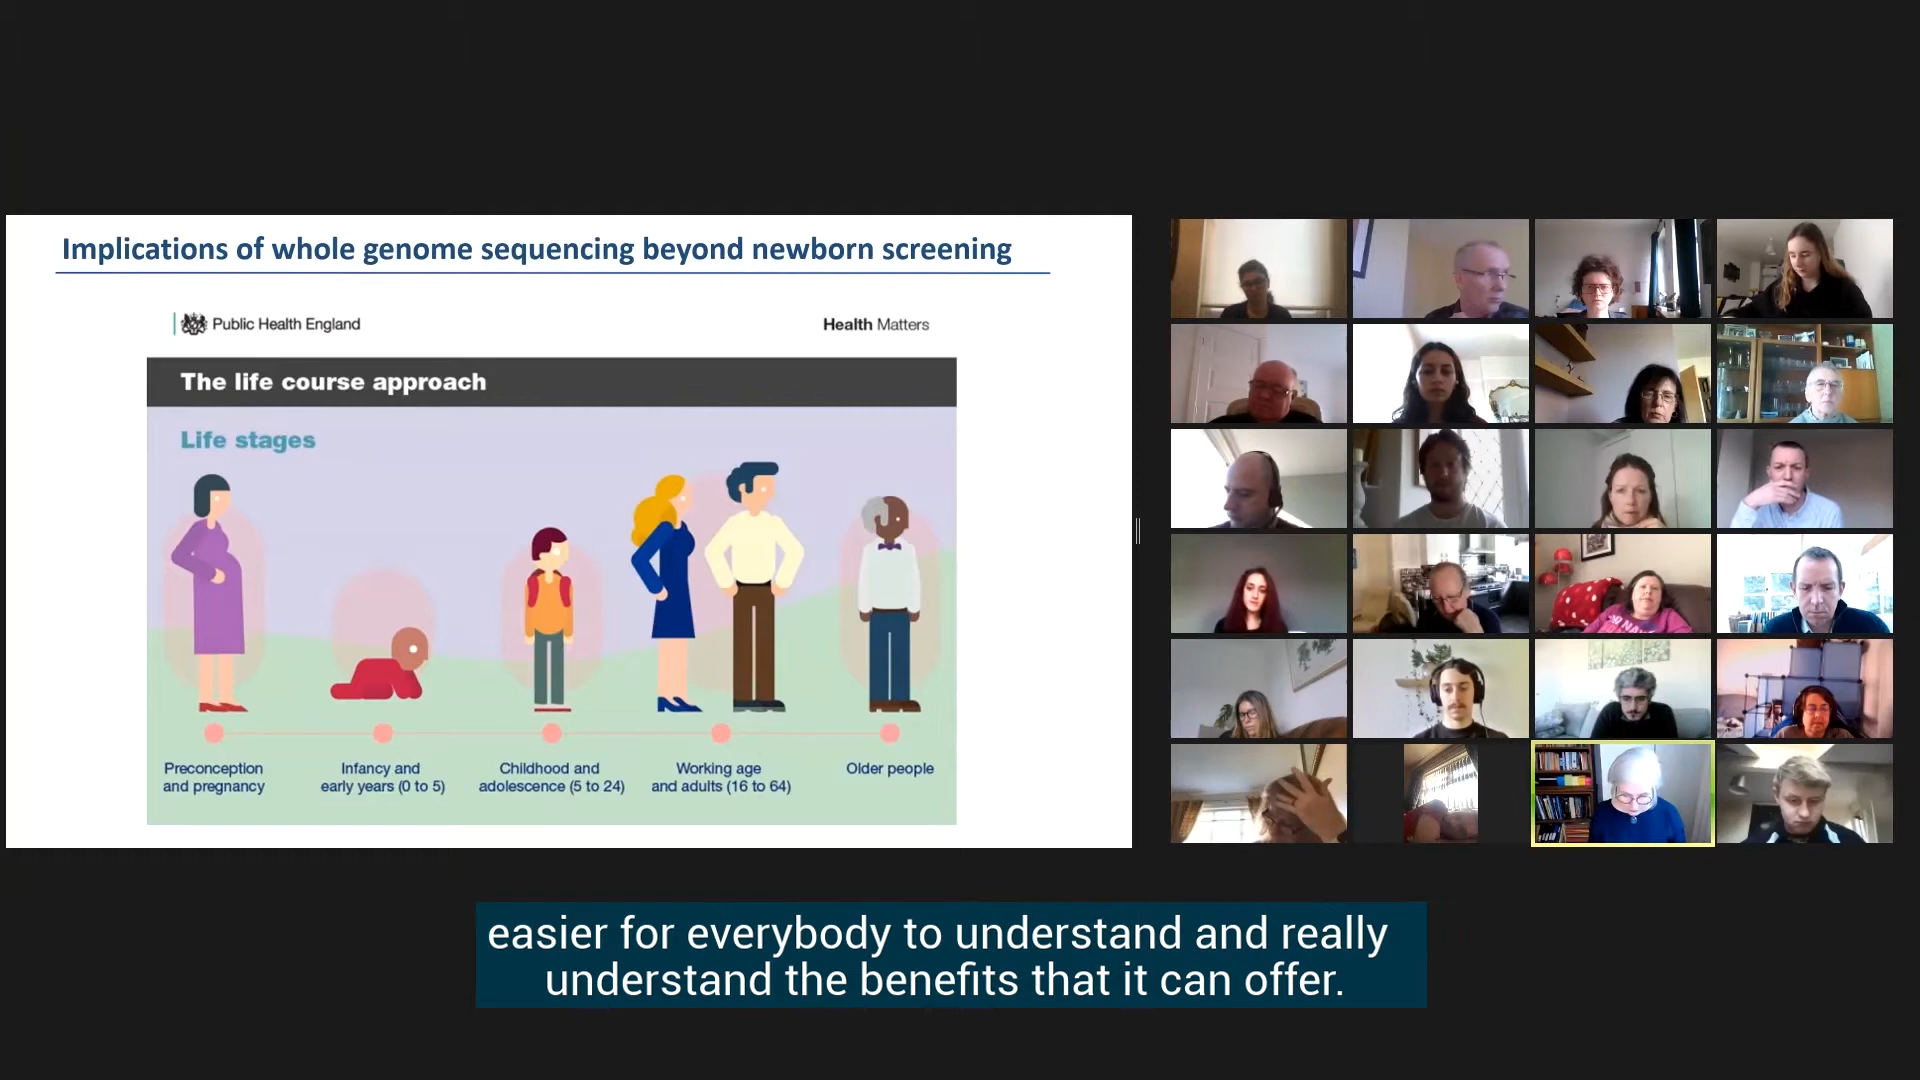 Implications of whole genome sequencing beyond newborn screening
Public Health England
Health Matters
The life course approach
Life stages
Preconception
and pregnancy
Infancy and
early years (0 to 5)
Childhood and
adolescence (5 to 24)
Working age
and adults (16 to 64)
Older people
easier for everybody to understand and really
understand the benefits that it can offer.